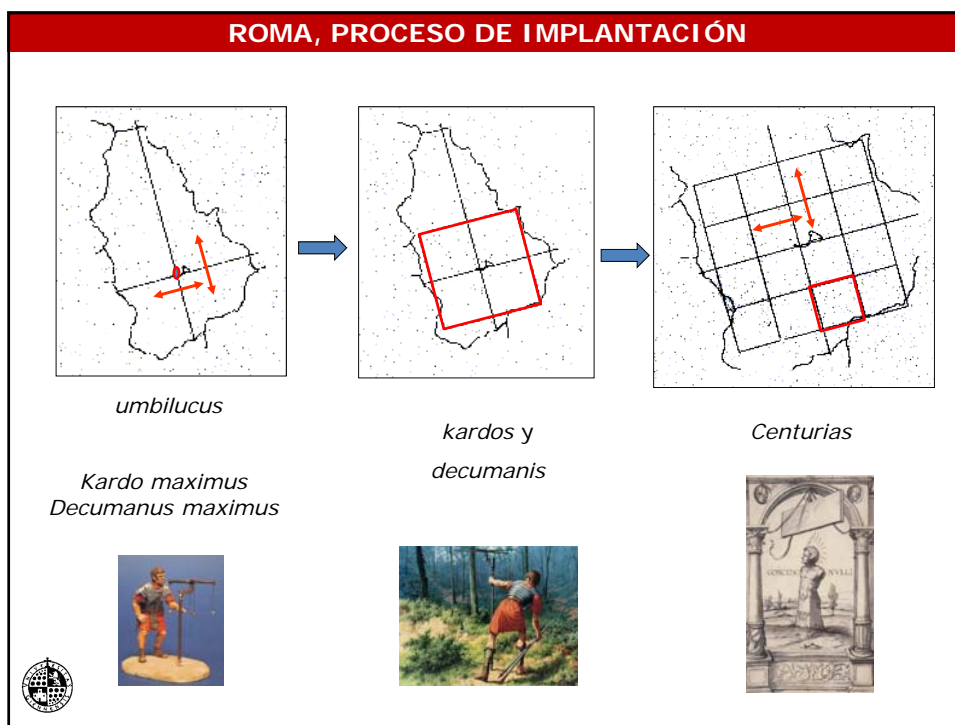 ROMA, PROCESO DE IMPLANTACIÓN
umbilucus
Kardo maximus
Decumanus maximus
kardos y
decumanis
Centurias